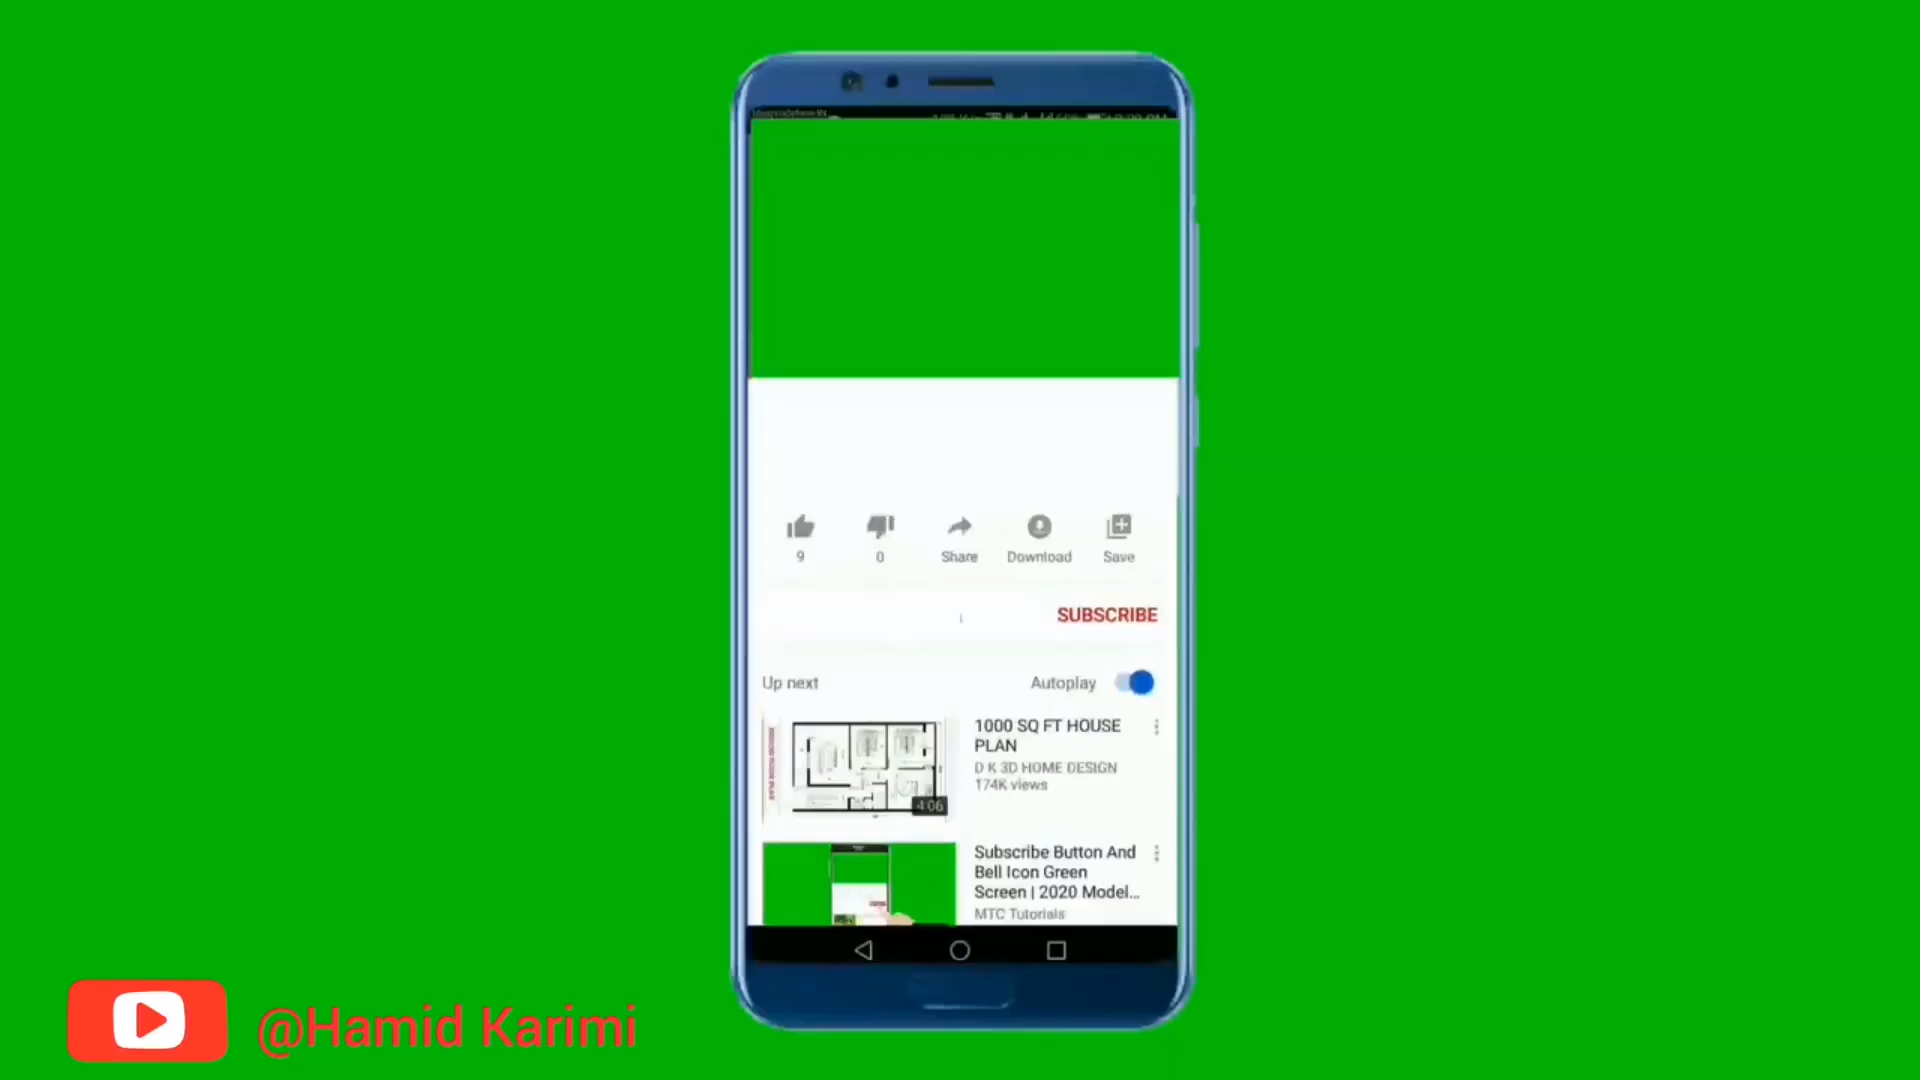 9
0
Share
Download
Save
SUBSCRIBE
Up next
Autoplay
1000 SQ FT HOUSE
PLAN
D K 3D HOME DESIGN
174K views
4:06
Subscribe Button And
Bell Icon Green
Screen | 2020 Model...
MTC Tutorials
@Hamid Karimi